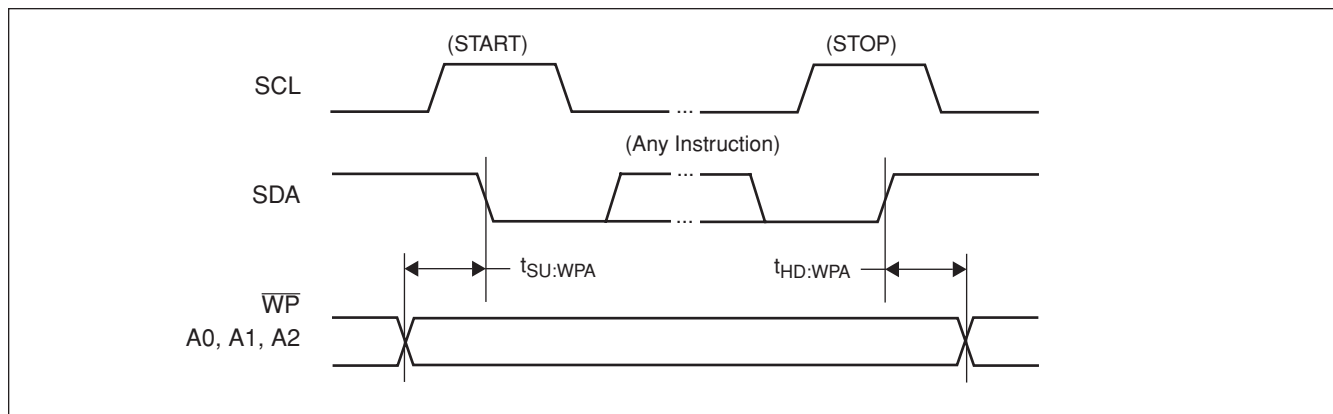 (START) (STOP)
SCL
...
(Any Instruction)
...
SDA
...
tSU:WPA tHD:WPA
WP
A0, A1, A2